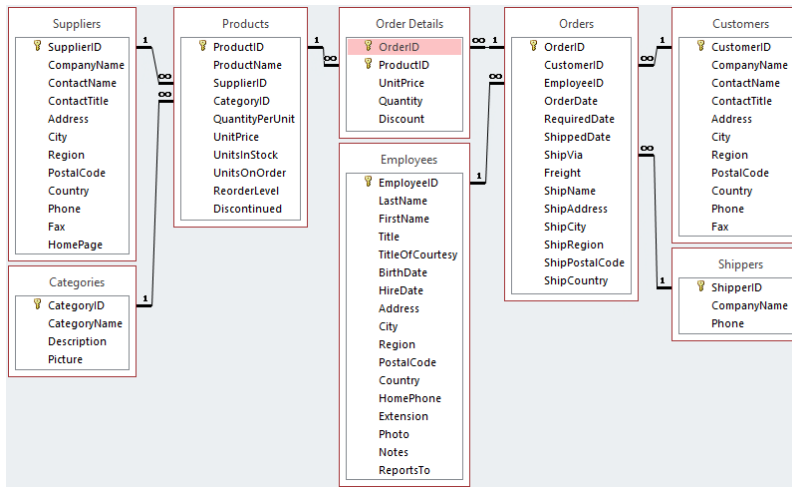 Suppliers
SupplierID
CompanyName
ContactName
ContactTitle
Address
City
Region
PostalCode
Country
Phone
Fax
HomePage
Categories
CategoryID
CategoryName
Description
Picture
Products
ProductID
ProductName
SupplierID
CategoryID
QuantityPerUnit
UnitPrice
UnitsInStock
UnitsOnOrder
ReorderLevel
Discontinued
Order Details
OrderID
ProductID
UnitPrice
Quantity
Discount
Employees
EmployeeID
LastName
FirstName
Title
TitleOfCourtesy
BirthDate
HireDate
Address
City
Region
PostalCode
Country
HomePhone
Extension
Photo
Notes
ReportsTo
Orders
OrderID
CustomerID
EmployeeID
OrderDate
RequiredDate
ShippedDate
ShipVia
Freight
ShipName
ShipAddress
ShipCity
ShipRegion
ShipPostalCode
ShipCountry
Customers
CustomerID
CompanyName
ContactName
ContactTitle
Address
City
Region
PostalCode
Country
Phone
Fax
Shippers
ShipperID
CompanyName
Phone
1
∞
∞
1
1
∞
∞
1
∞
1
1
∞
∞
1